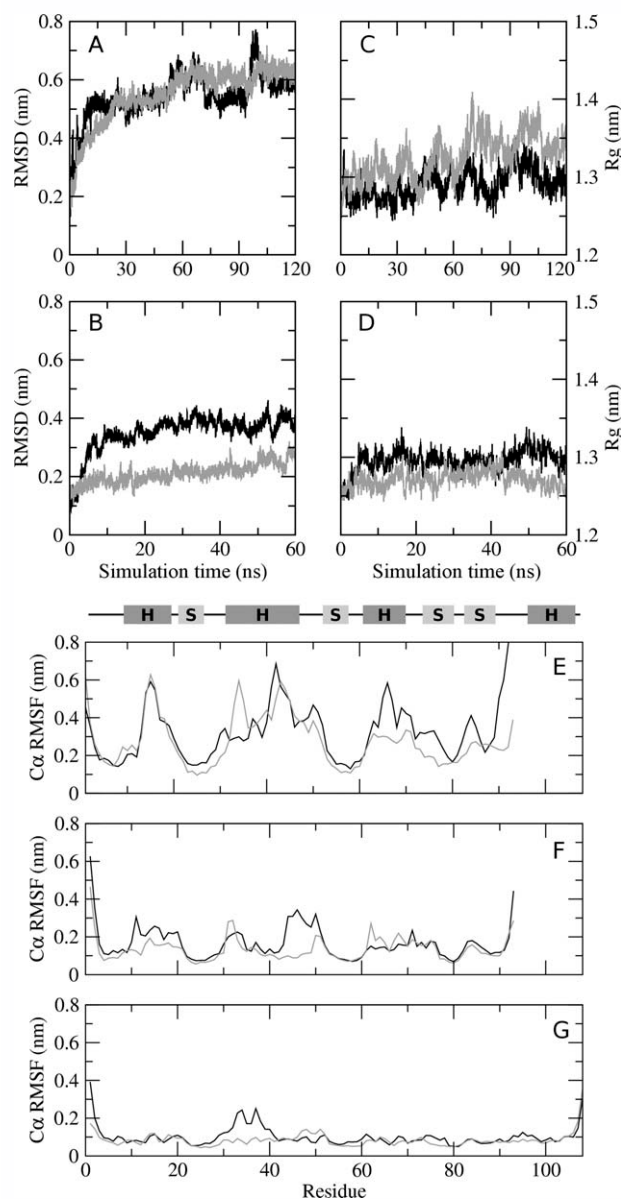 A
C
0.8
0.6
0.4
0.2
0
RMSD (nm)
0 30 60 90 120
0 30 60 90 120
1.5
1.4
1.3
1.2
Rg (nm)
B
D
0.8
0.6
0.4
0.2
0
RMSD (nm)
0 20 40 60
0 20 40 60
1.5
1.4
1.3
1.2
Rg (nm)
Simulation time (ns)
Simulation time (ns)
H S H S H S S H
E
0.8
0.6
0.4
0.2
0
Cα RMSF (nm)
F
0.8
0.6
0.4
0.2
0
Cα RMSF (nm)
G
0.8
0.6
0.4
0.2
0
Cα RMSF (nm)
0 20 40 60 80 100
Residue